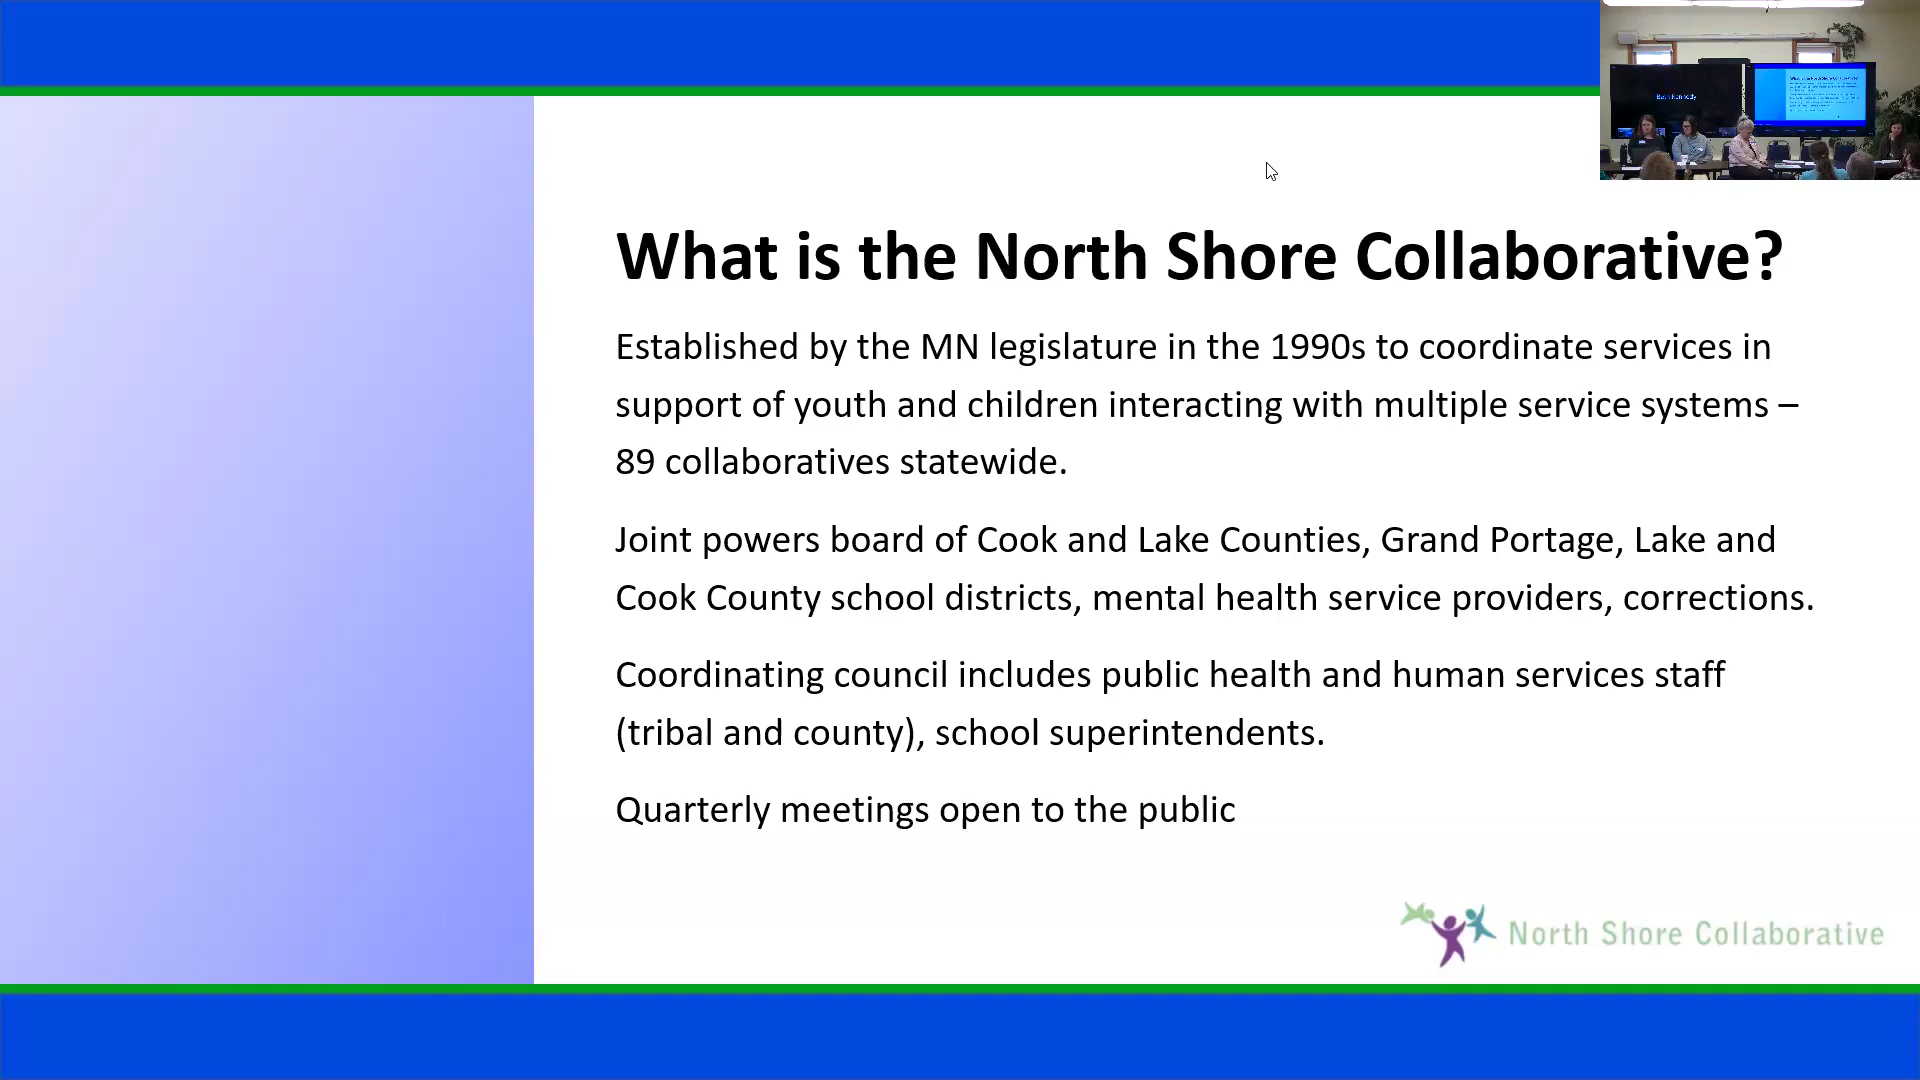 What is the North Shore Collaborative?
Established by the MN legislature in the 1990s to coordinate services in
support of youth and children interacting with multiple service systems –
89 collaboratives statewide.
Joint powers board of Cook and Lake Counties, Grand Portage, Lake and
Cook County school districts, mental health service providers, corrections.
Coordinating council includes public health and human services staff
(tribal and county), school superintendents.
Quarterly meetings open to the public
North Shore Collaborative